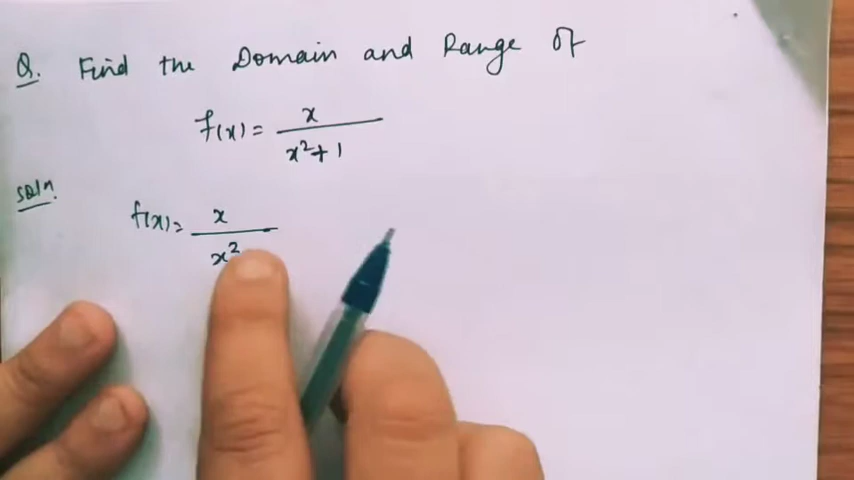 Q. Find the Domain and Range of
f(x) = x / x² + 1
Soln.
f(x) = x / x²